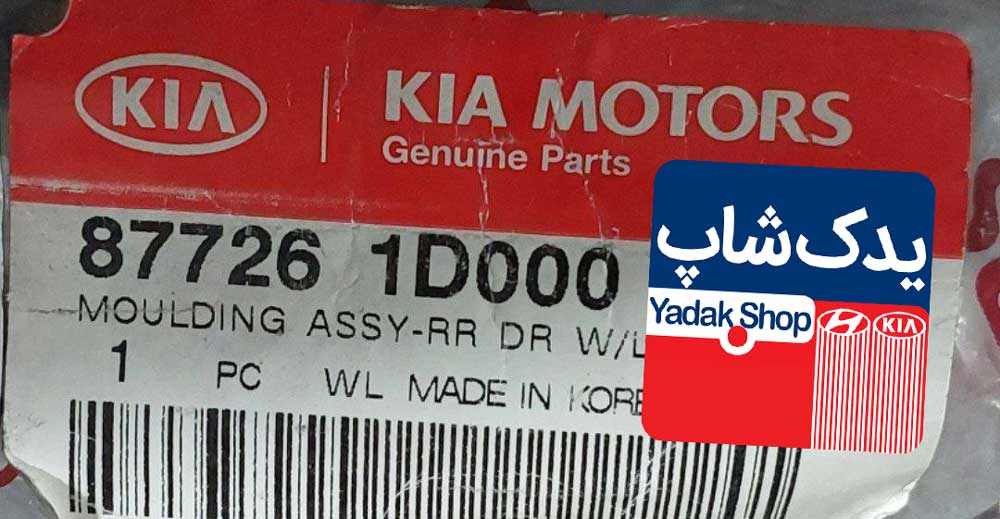 KIA
KIA MOTORS
Genuine Parts
87726 1D000
MOULDING ASSY-RR DR W/L
1 PC WL MADE IN KORE
یدک شاپ
Yadak Shop
KIA